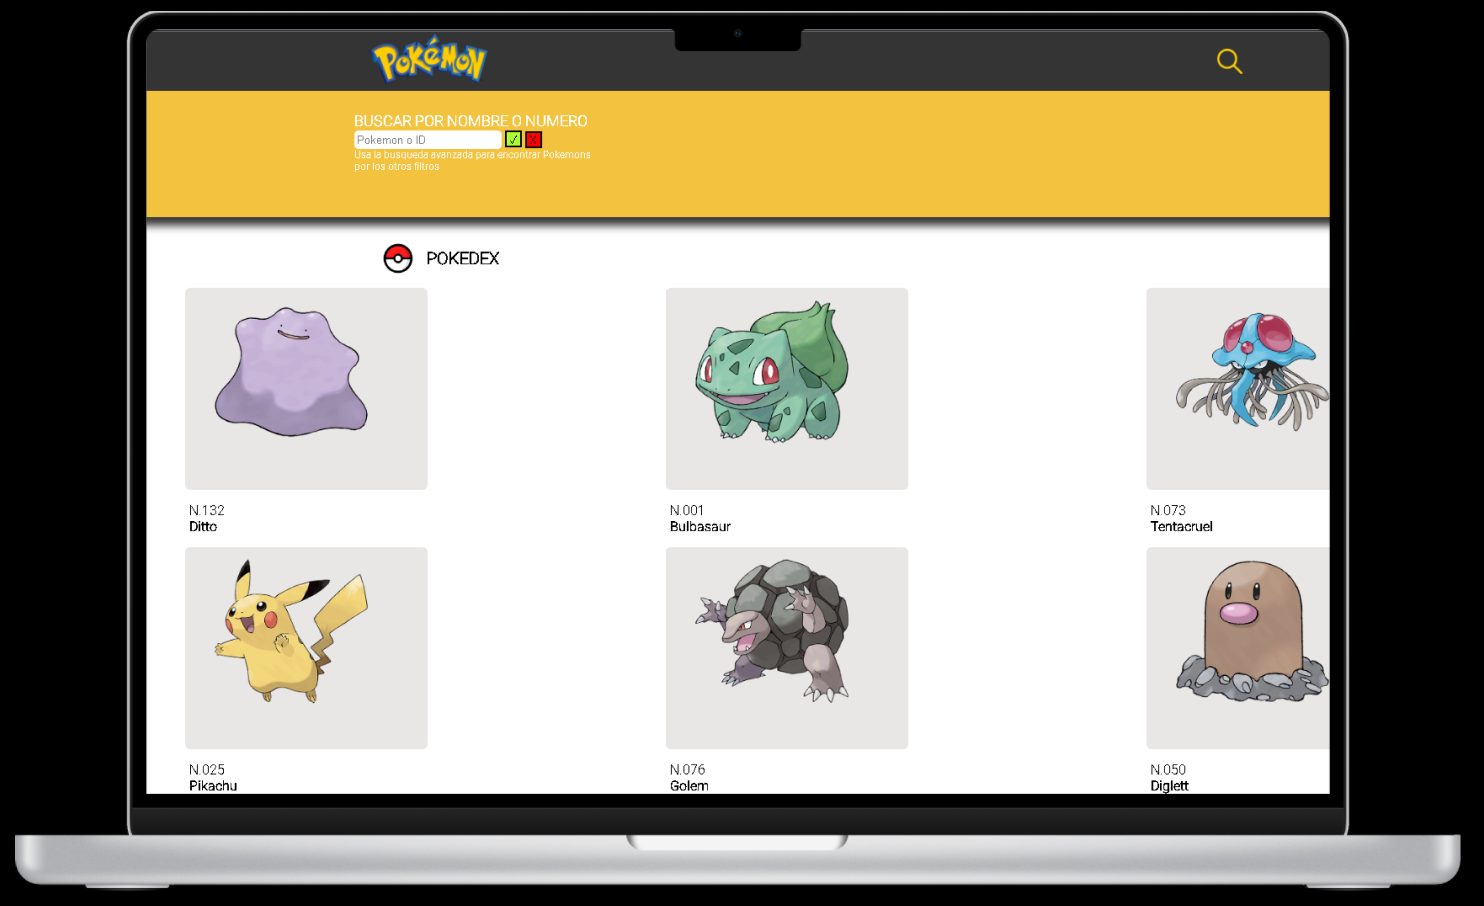 POKéMON
BUSCAR POR NOMBRE O NUMERO
Pokemon o ID
✓ X
Usa la busqueda avanzada para encontrar Pokemons
por los otros filtros
POKEDEX
N.132
Ditto
N.001
Bulbasaur
N.073
Tentacruel
N.025
Pikachu
N.076
Golem
N.050
Diglett